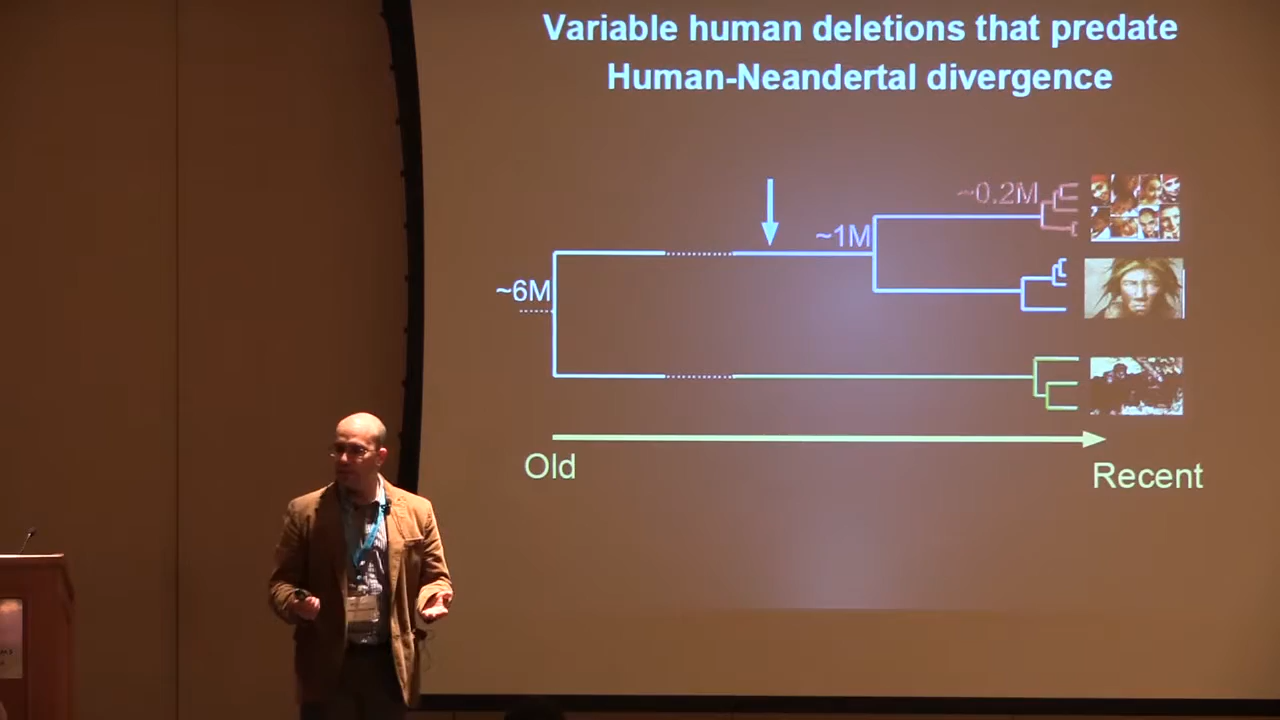 Variable human deletions that predate
Human-Neandertal divergence
~0.2M
~1M
~6M
Old
Recent